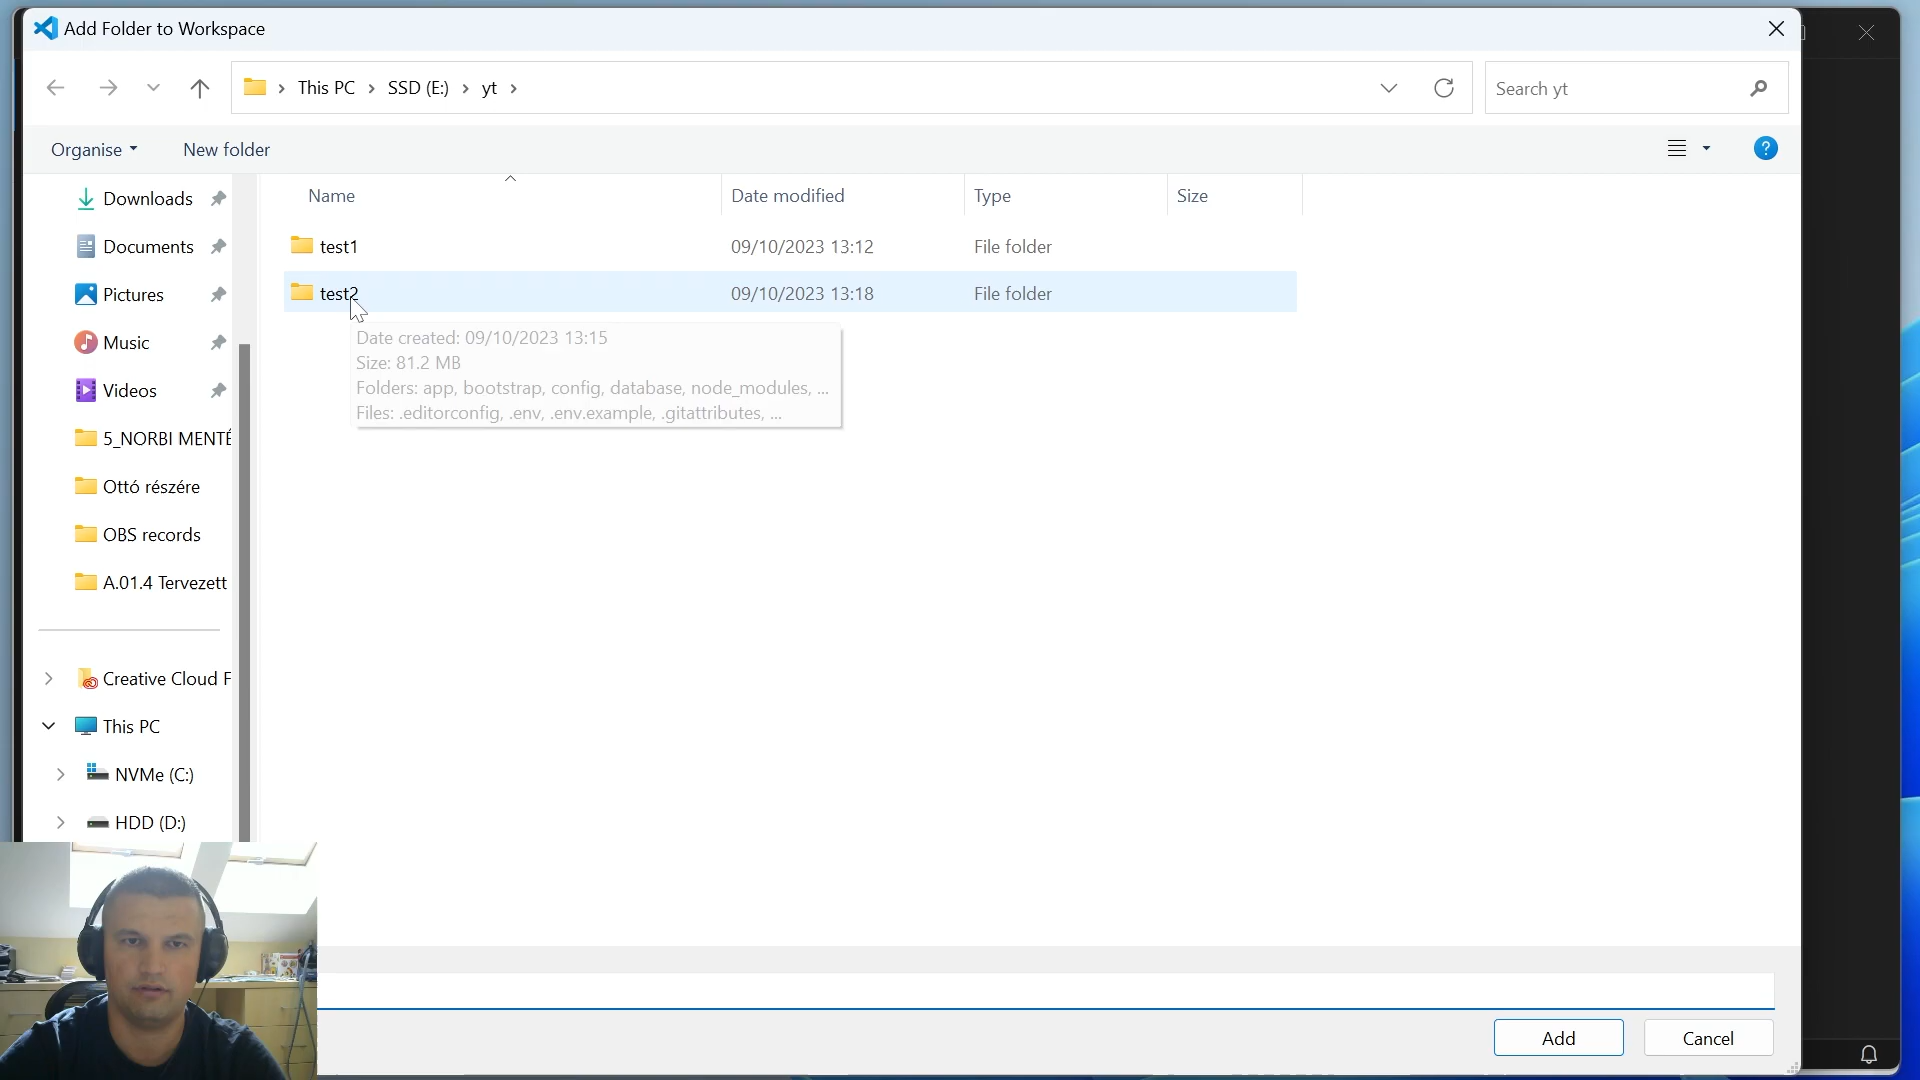 Add Folder to Workspace
This PC
SSD (E:)
yt
Search yt
Organise
New folder
?
Name
Date modified
Type
Size
Downloads
Documents
Pictures
Music
Videos
5_NORBI MENTÉ
Ottó részére
OBS records
A.01.4 Tervezett
Creative Cloud F
This PC
NVMe (C:)
HDD (D:)
test1
09/10/2023 13:12
File folder
test2
09/10/2023 13:18
File folder
Date created: 09/10/2023 13:15
Size: 81.2 MB
Folders: app, bootstrap, config, database, node_modules, ...
Files: .editorconfig, .env, .env.example, .gitattributes, ...
Add
Cancel